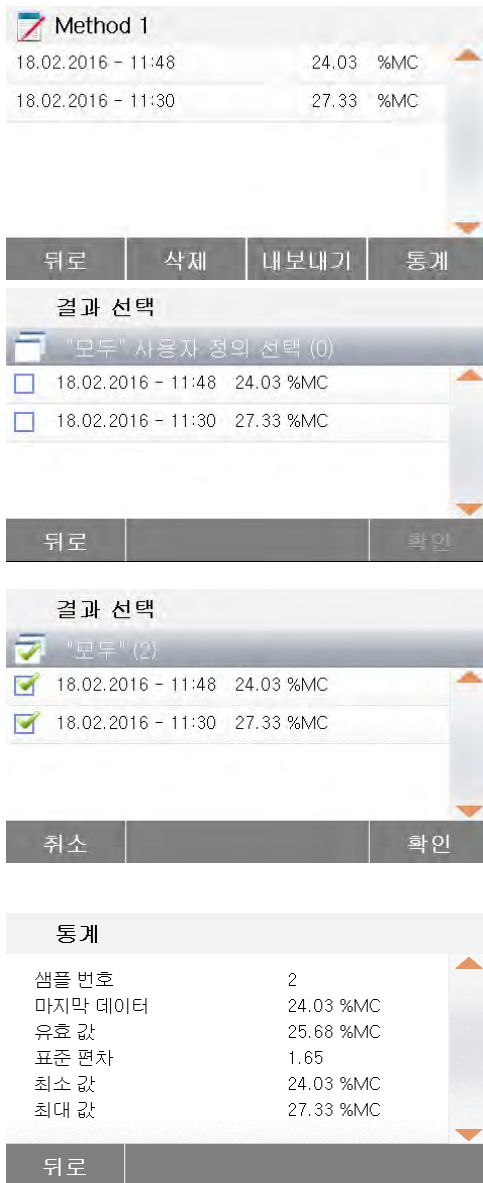 Method 1
18.02.2016 - 11:48 24.03 %MC
18.02.2016 - 11:30 27.33 %MC
뒤로 삭제 내보내기 통계
결과 선택
"모두" 사용자 정의 선택 (0)
18.02.2016 - 11:48 24.03 %MC
18.02.2016 - 11:30 27.33 %MC
뒤로 확인
결과 선택
"모두" (2)
18.02.2016 - 11:48 24.03 %MC
18.02.2016 - 11:30 27.33 %MC
취소 확인
통계
샘플 번호 2
마지막 데이터 24.03 %MC
유효 값 25.68 %MC
표준 편차 1.65
최소 값 24.03 %MC
최대 값 27.33 %MC
뒤로